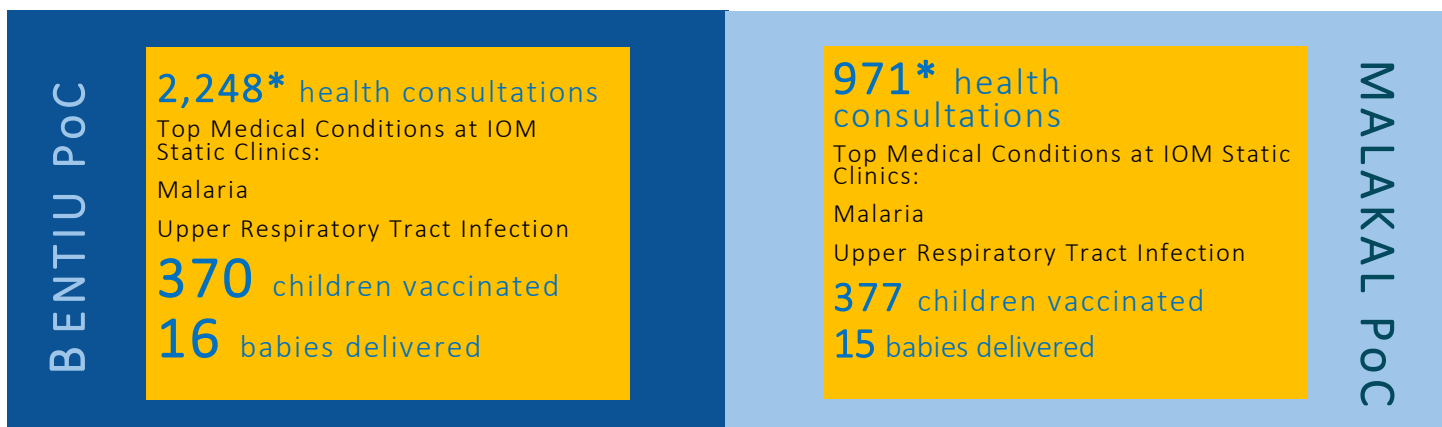 BENTIU PoC
2,248* health consultations
Top Medical Conditions at IOM
Static Clinics:
Malaria
Upper Respiratory Tract Infection
370 children vaccinated
16 babies delivered
971* health
consultations
Top Medical Conditions at IOM Static
Clinics:
Malaria
Upper Respiratory Tract Infection
377 children vaccinated
15 babies delivered
MALAKAL PoC